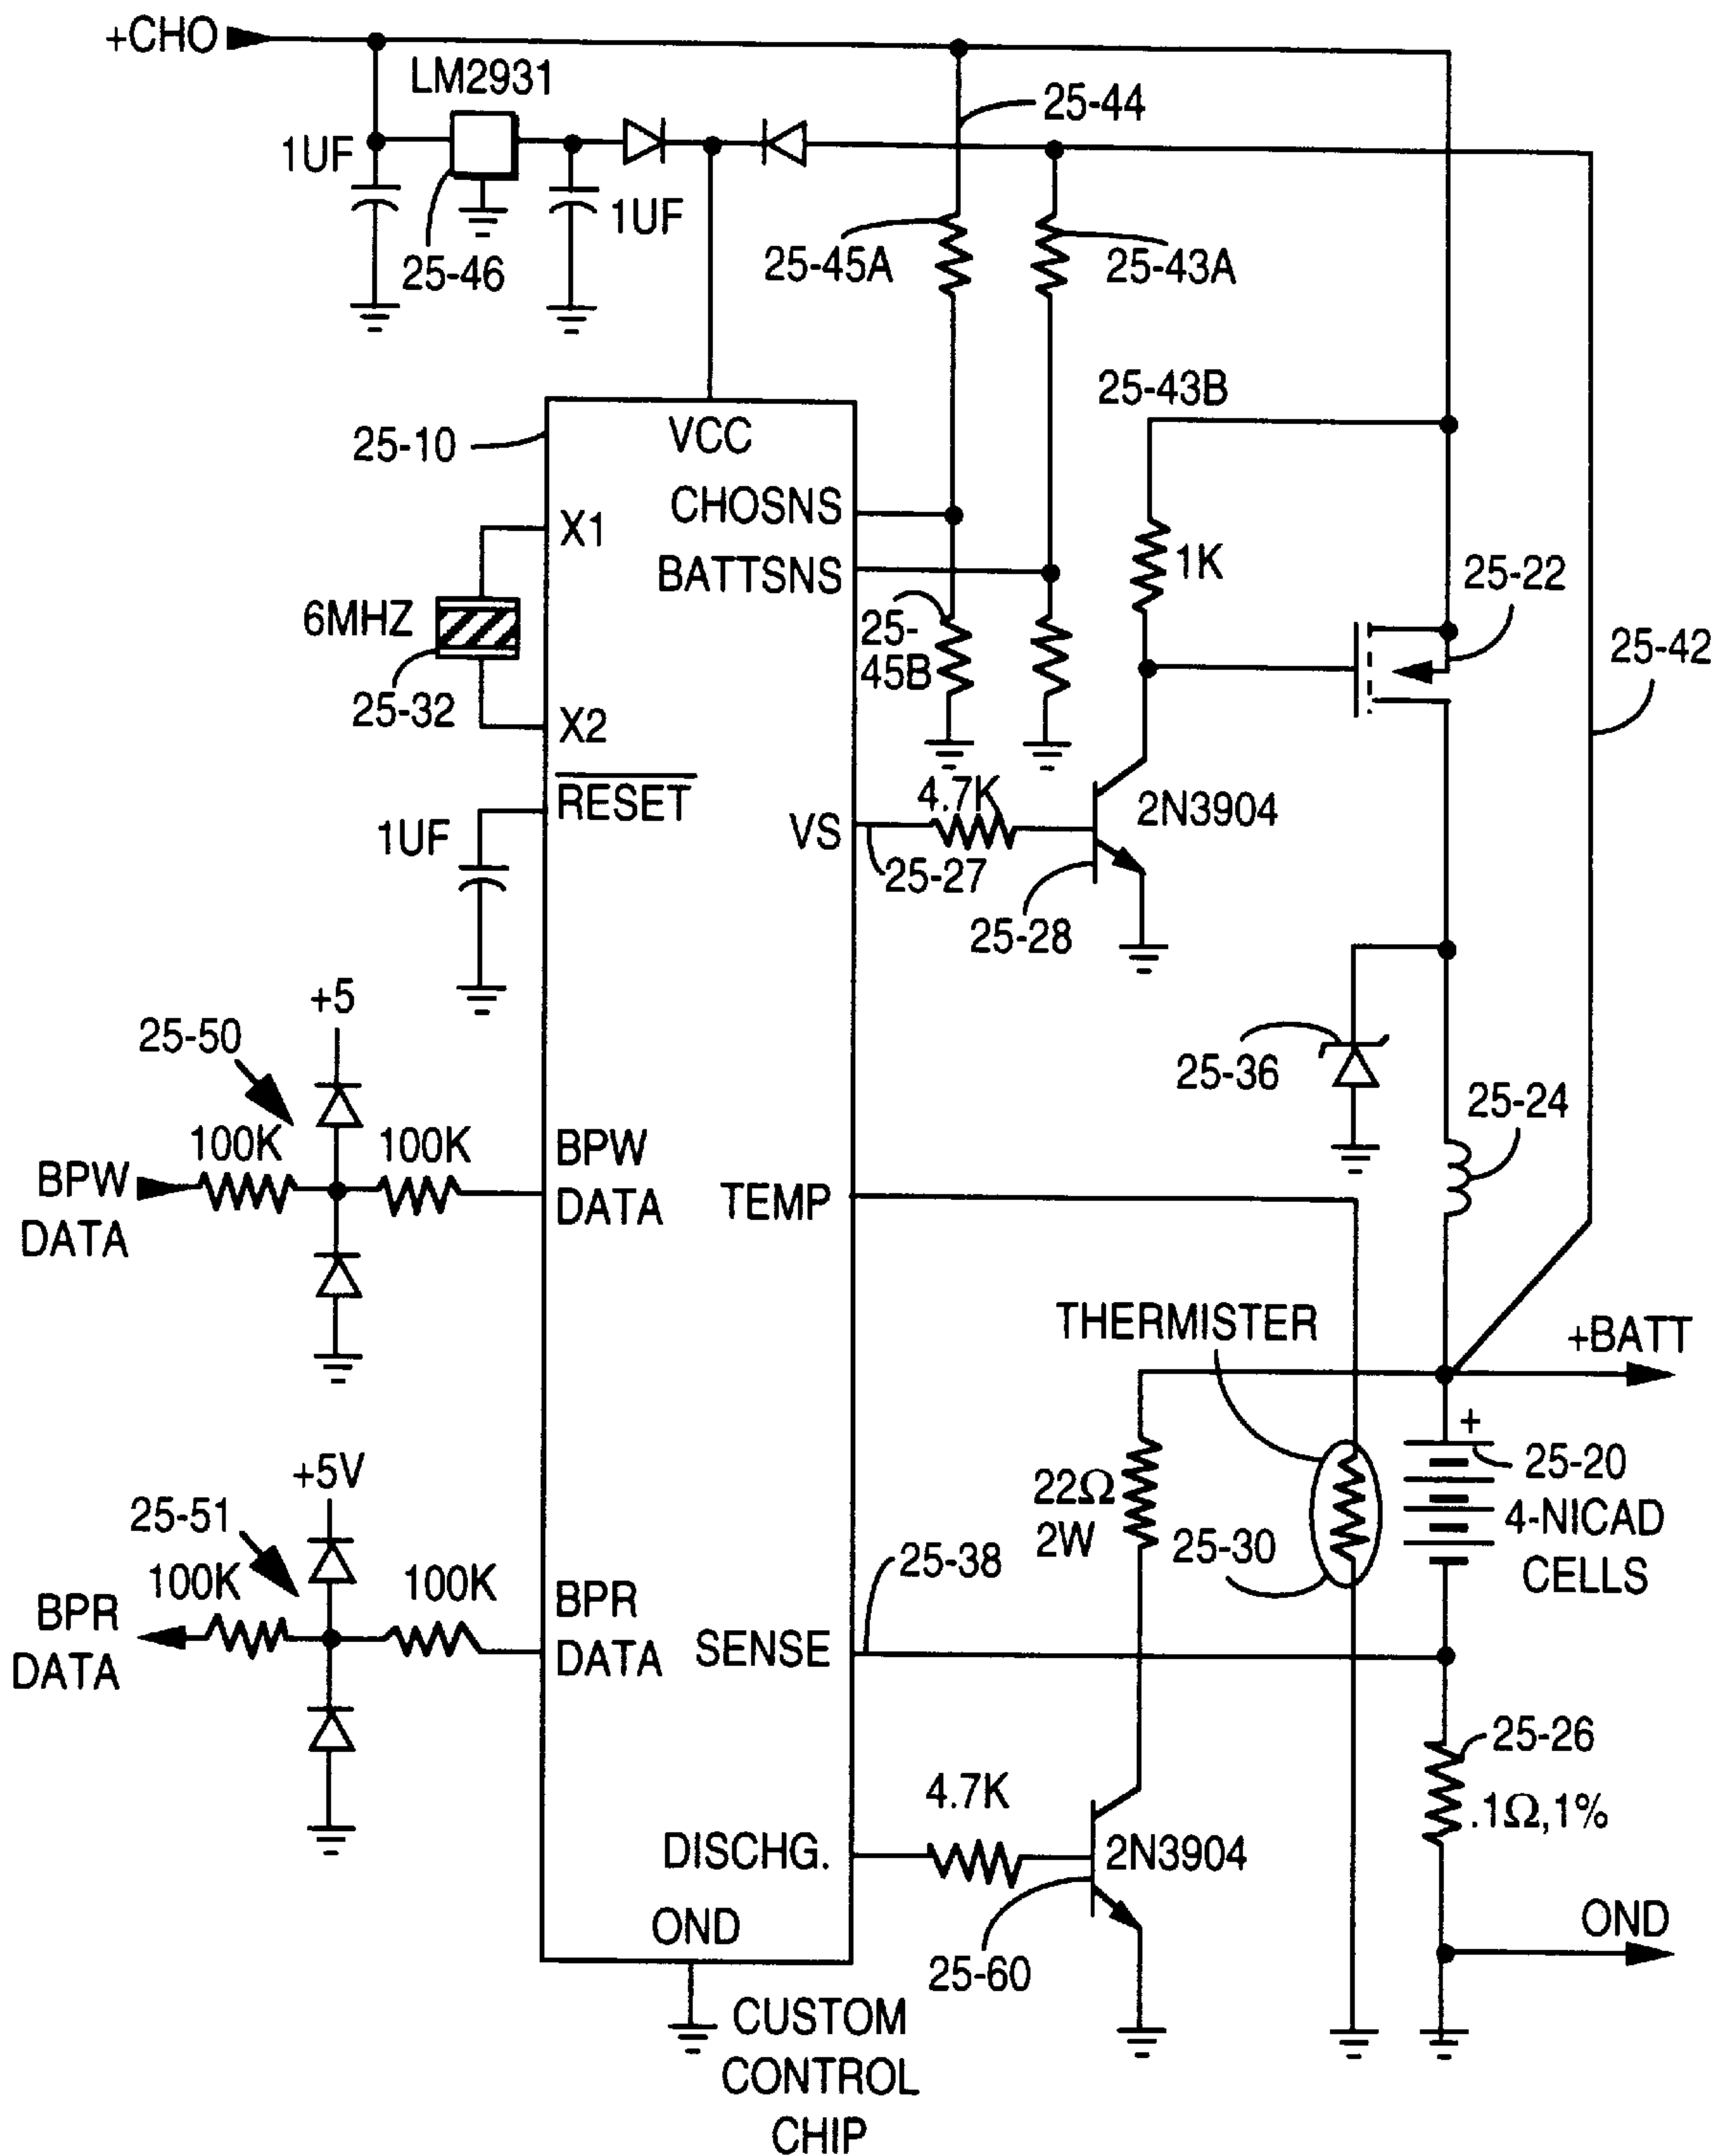 +CHO
LM2931
25-44
1UF
1UF
25-46
25-45A
25-43A
25-43B
25-10
VCC
CHOSNS
X1
BATTSNS
1K
25-22
6MHZ
25-
45B
25-42
25-32
X2
RESET
4.7K
2N3904
1UF
VS
25-27
25-28
+5
25-50
25-36
25-24
100K
100K
BPW
DATA
BPW
DATA
TEMP
THERMISTER
+BATT
+
25-20
4-NICAD
CELLS
+5V
25-51
22Ω
2W
25-30
25-38
100K
100K
BPR
DATA
BPR
DATA
SENSE
25-26
.1Ω,1%
4.7K
DISCHG.
2N3904
OND
OND
25-60
CUSTOM
CONTROL
CHIP